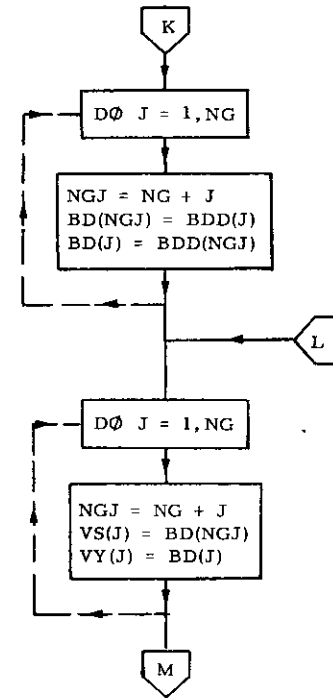 K
DØ J = 1, NG
NGJ = NG + J
BD(NGJ) = BDD(J)
BD(J) = BDD(NGJ)
L
DØ J = 1, NG
NGJ = NG + J
VS(J) = BD(NGJ)
VY(J) = BD(J)
M